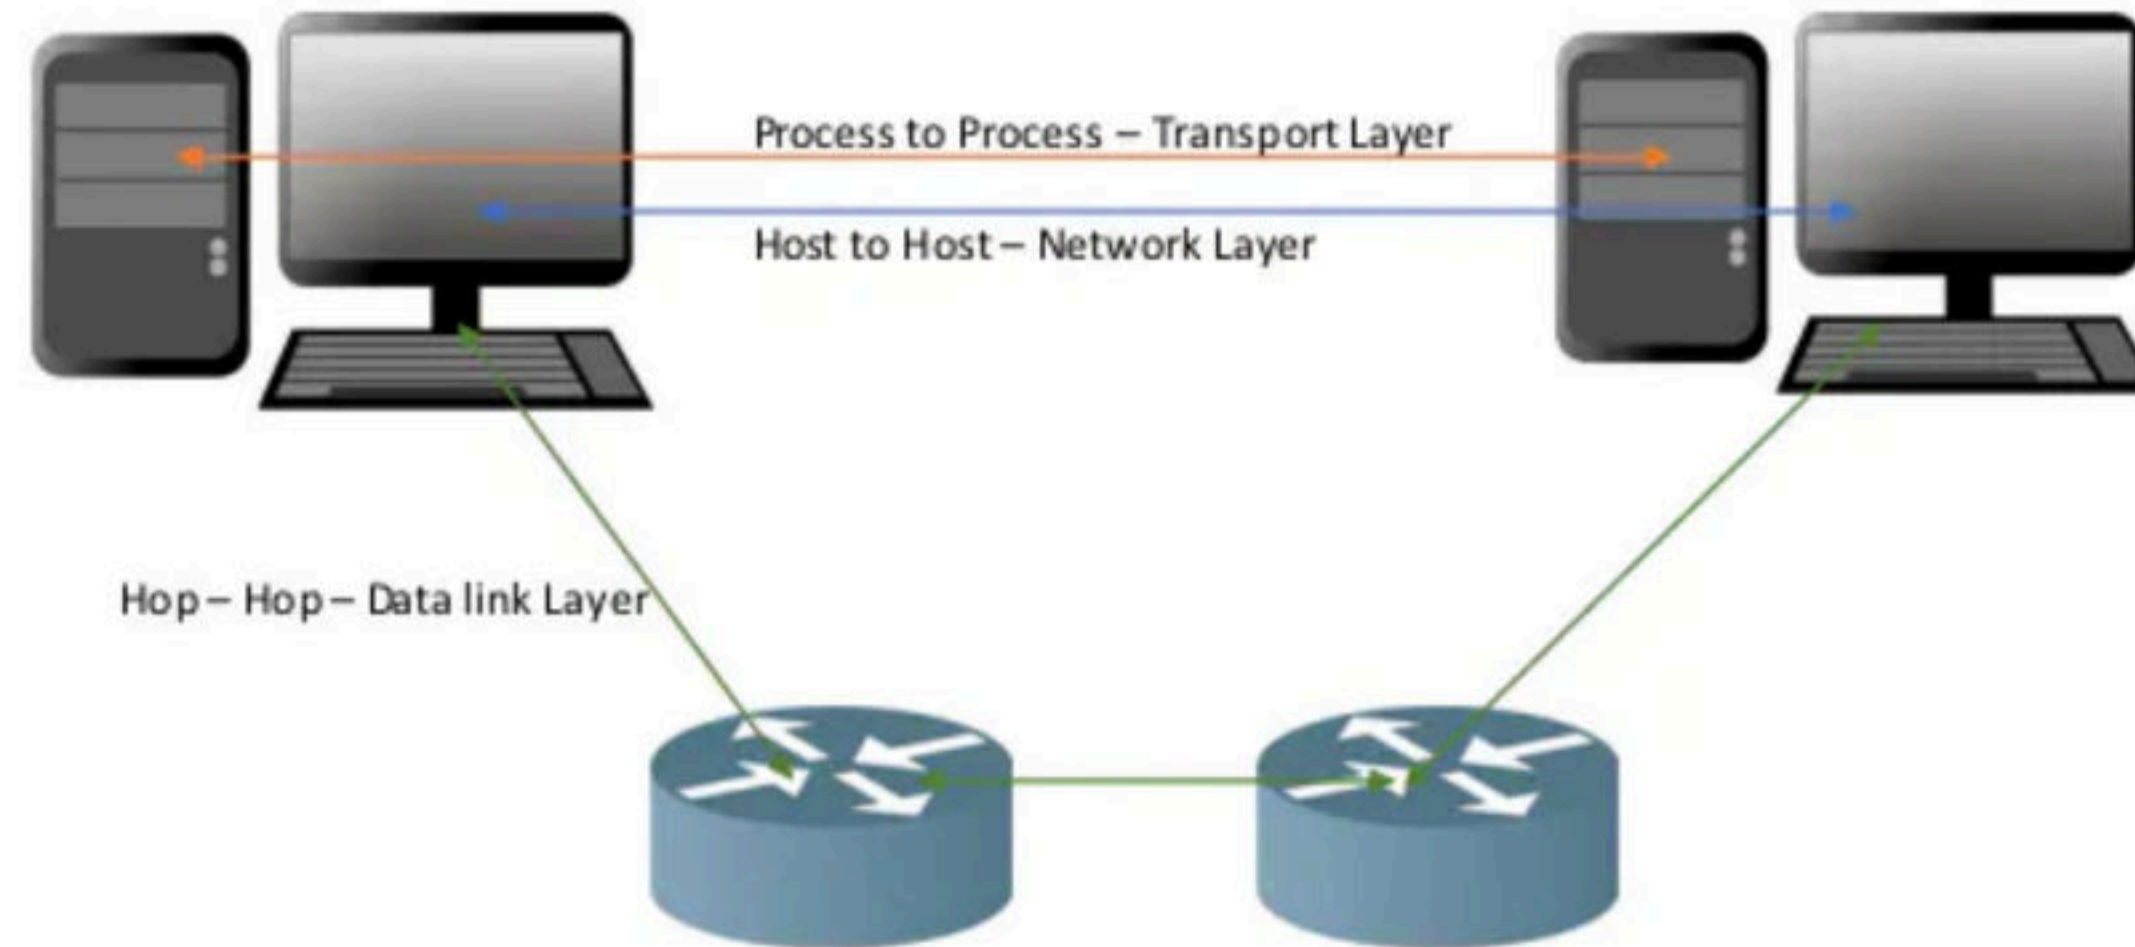 Process to Process – Transport Layer
Host to Host – Network Layer
Hop – Hop – Data link Layer